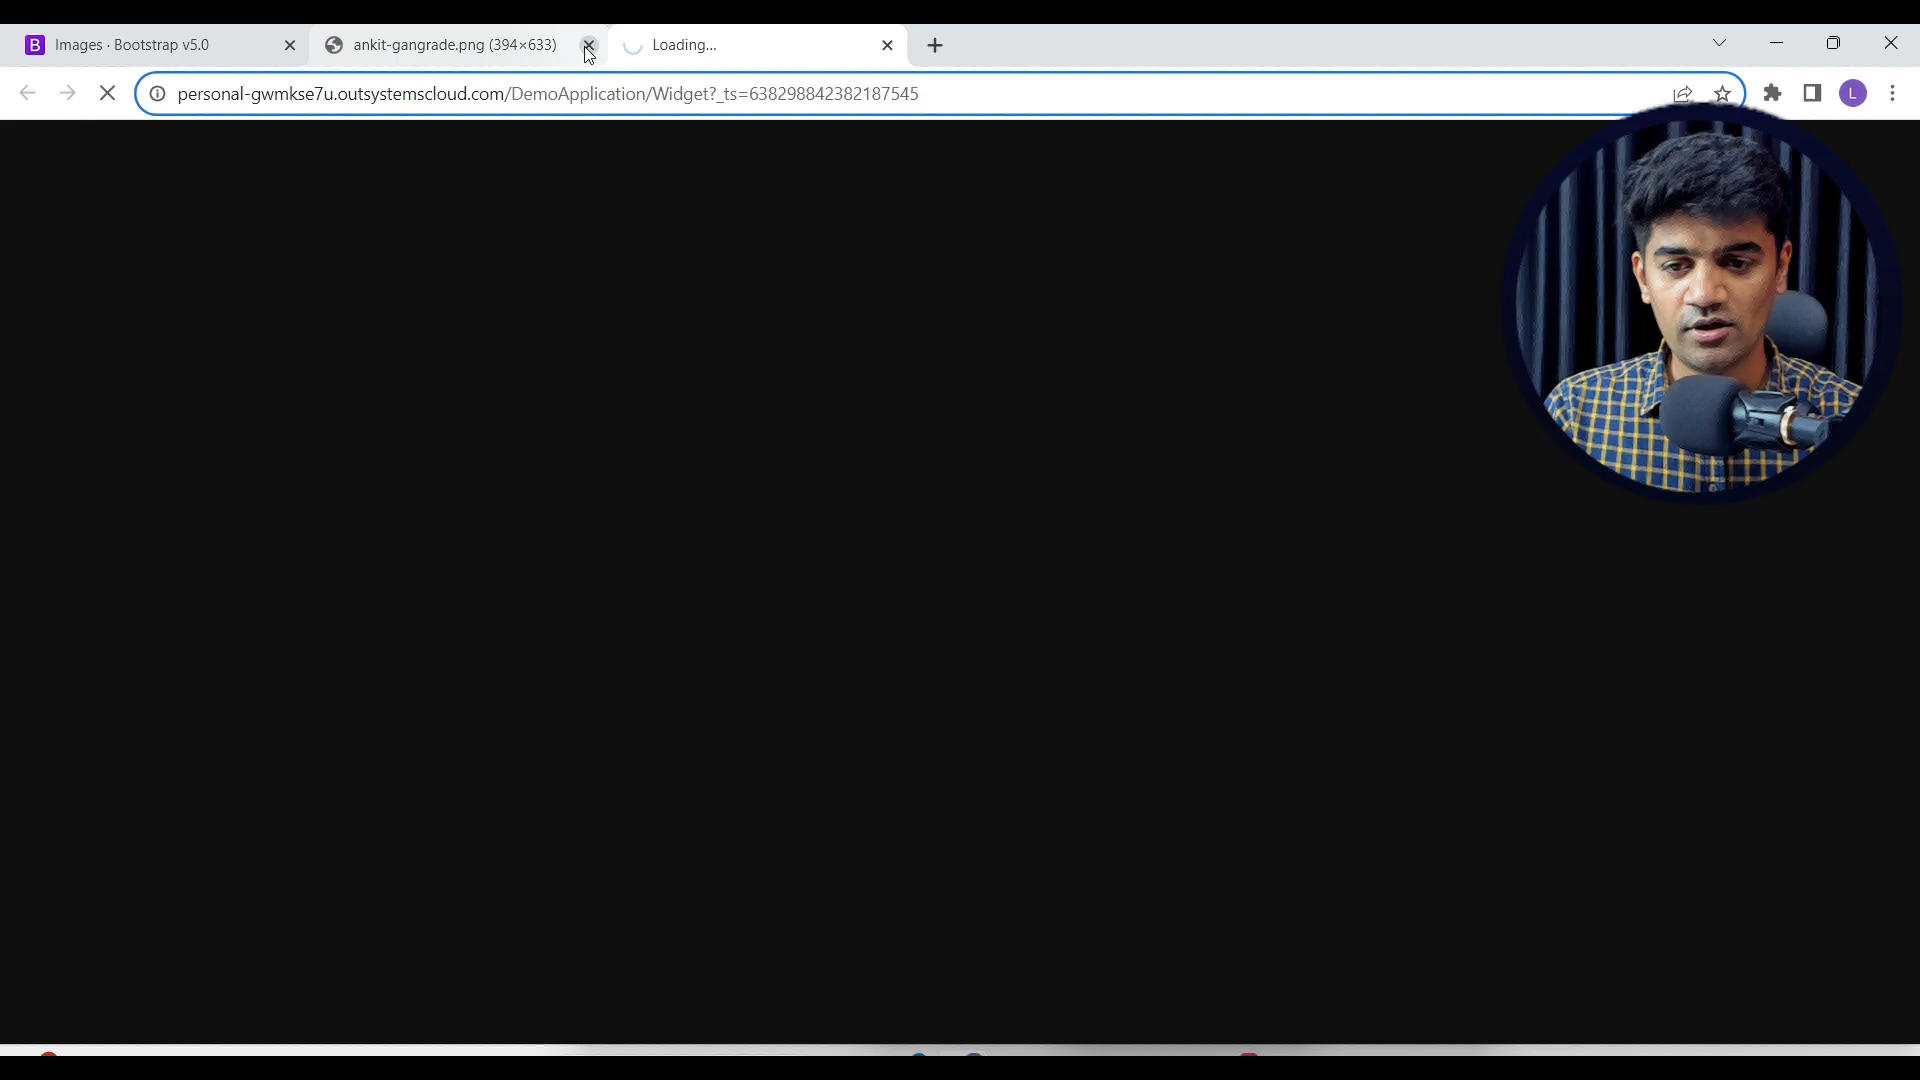 B Images · Bootstrap v5.0
ankit-gangrade.png (394×633)
Loading...
personal-gwmkse7u.outsystemscloud.com/DemoApplication/Widget?_ts=638298842382187545
L